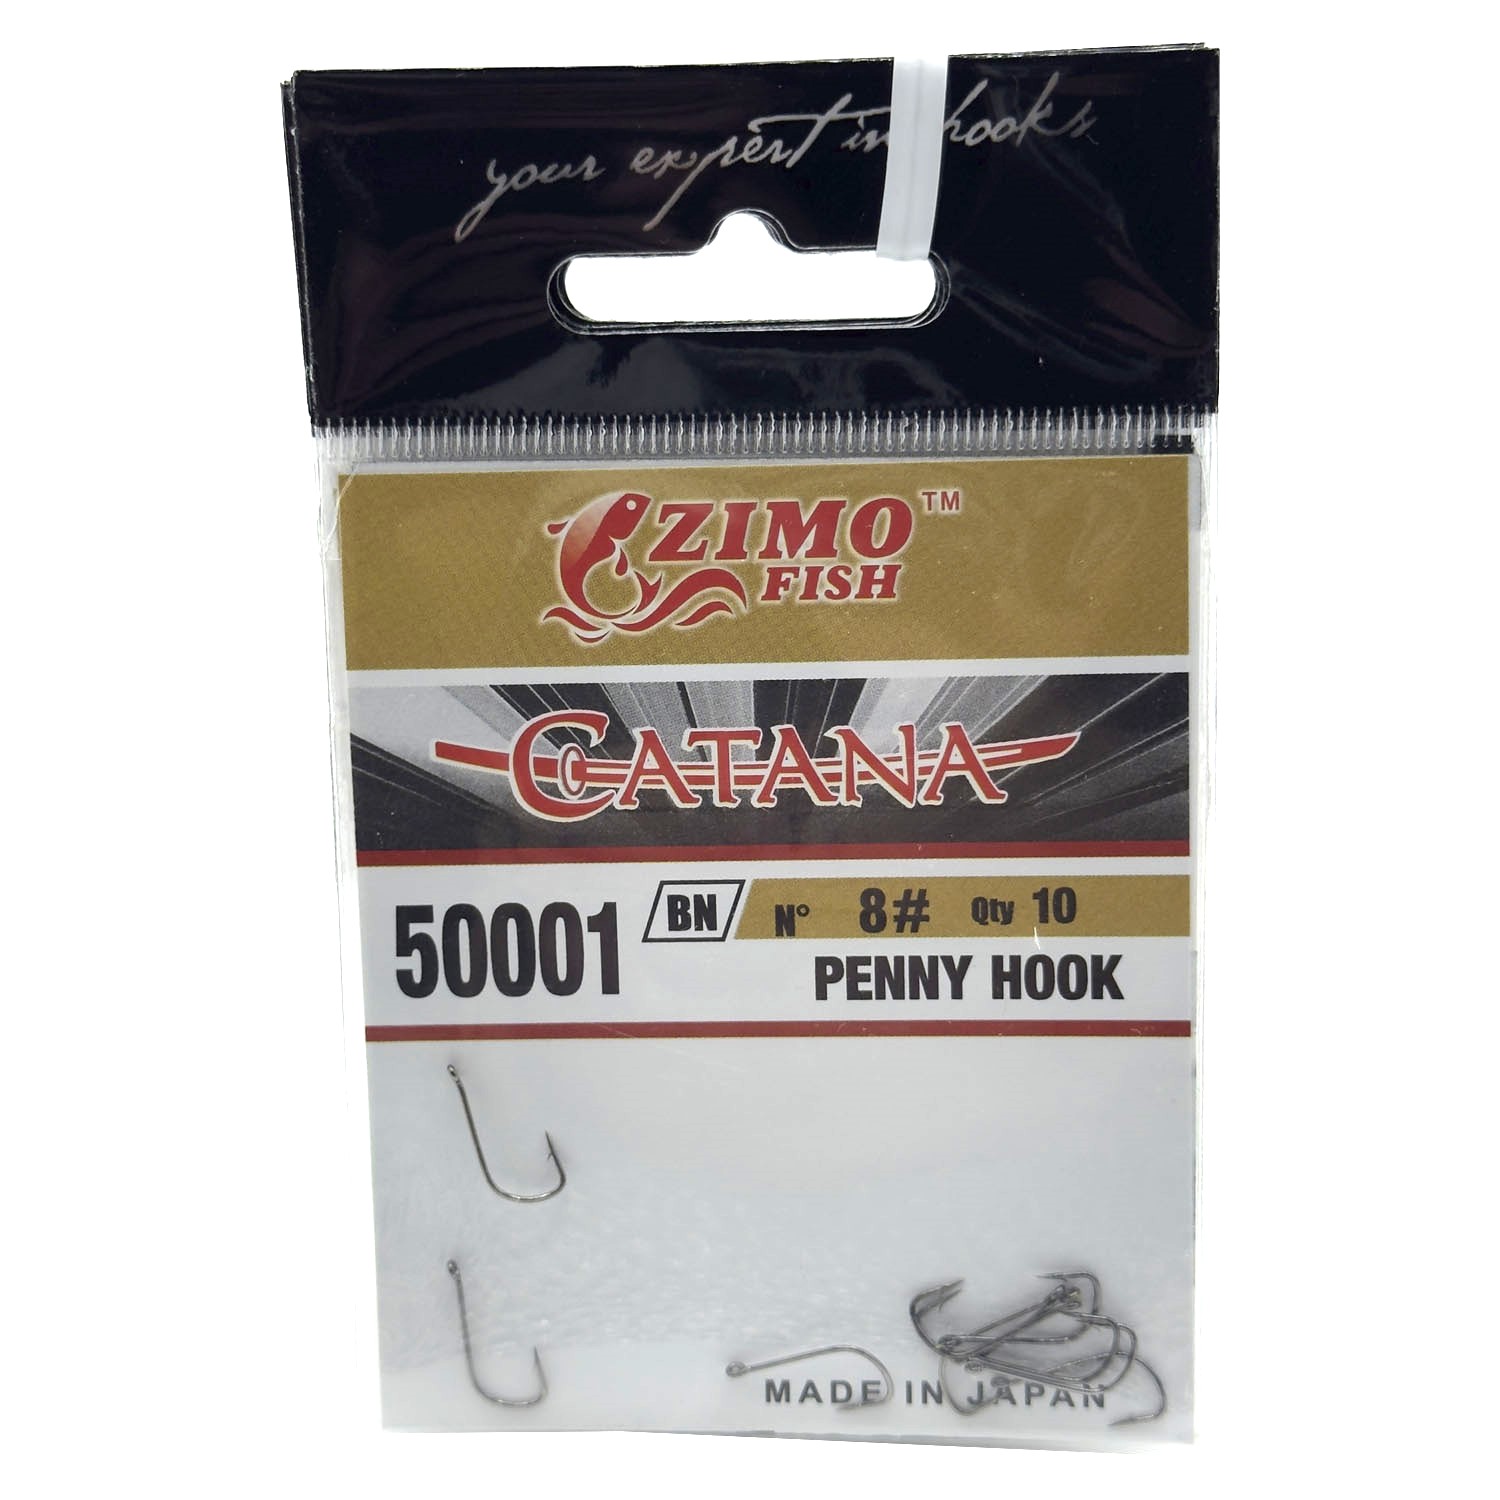 your expert in hooks
ZIMO™
FISH
CATANA
50001 BN N° 8# Qty 10
PENNY HOOK
MADE IN JAPAN